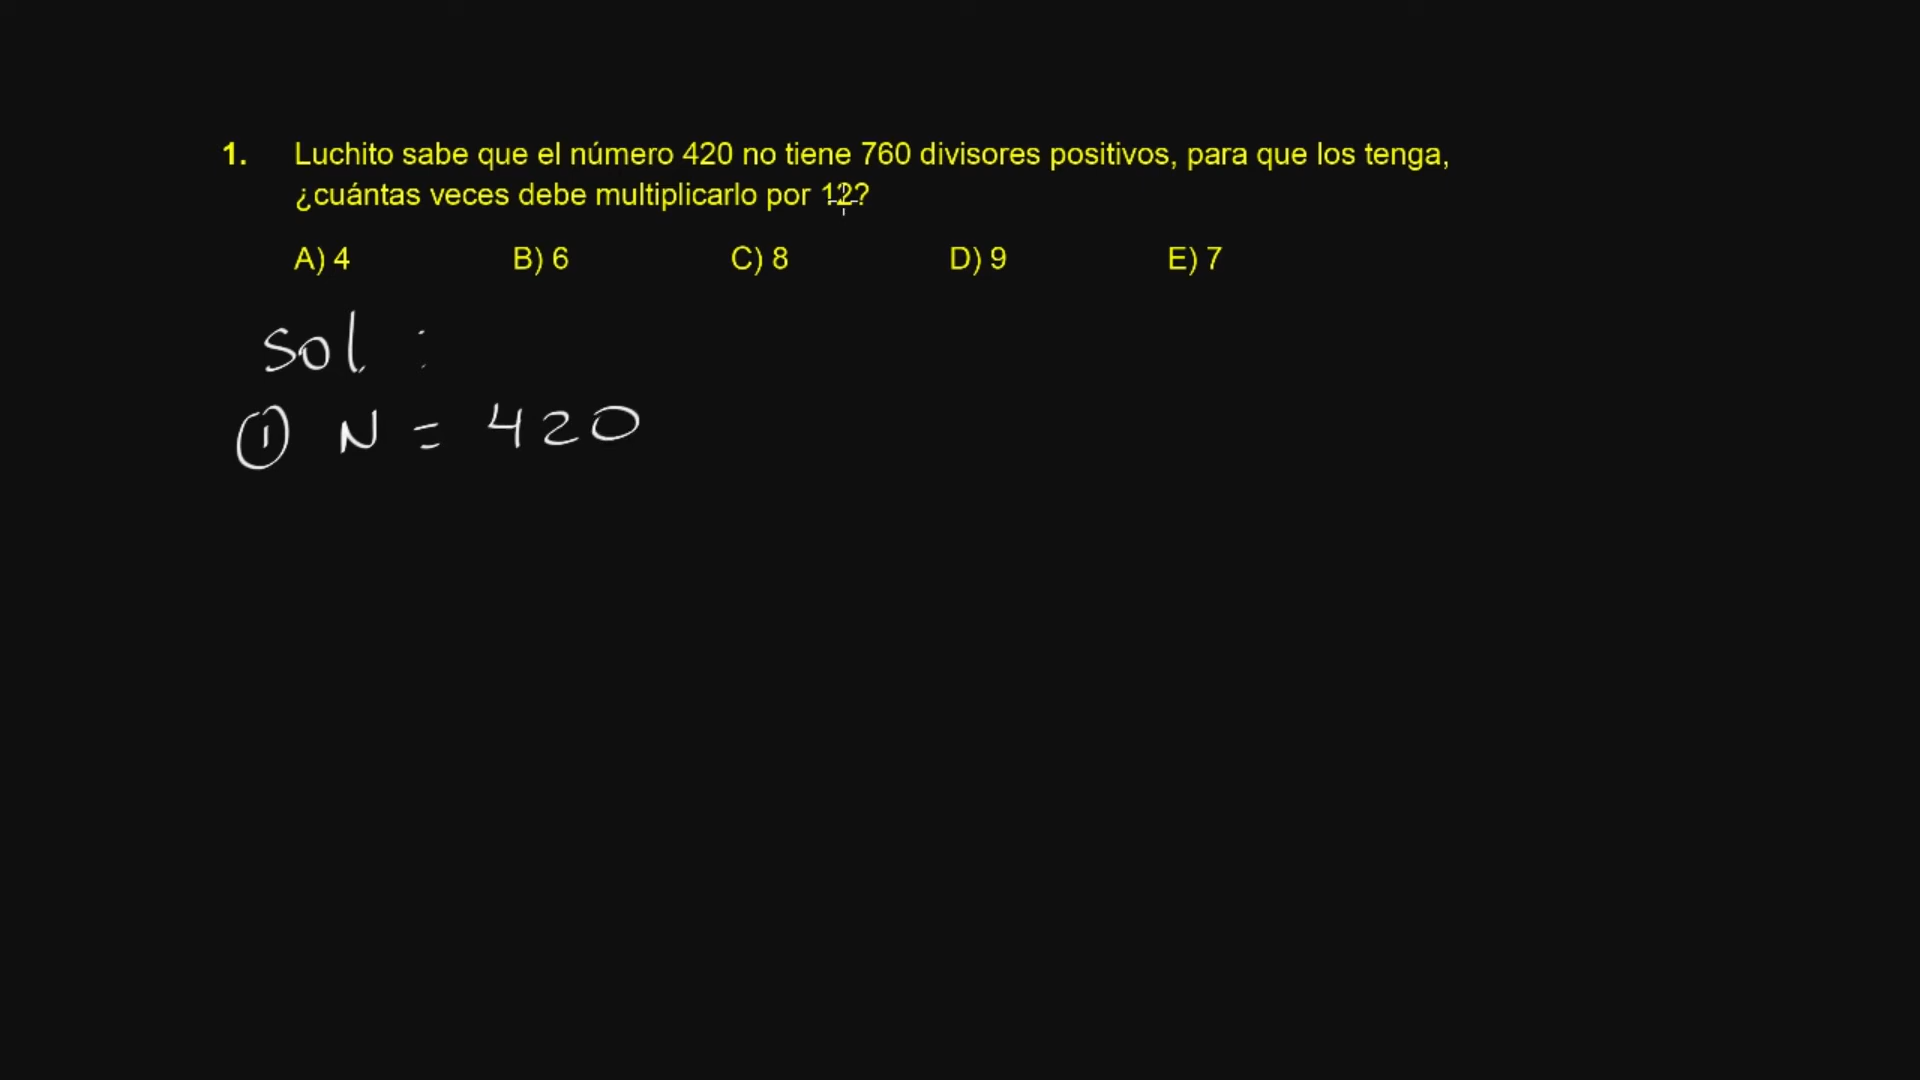 1. Luchito sabe que el número 420 no tiene 760 divisores positivos, para que los tenga,
¿cuántas veces debe multiplicarlo por 12?
A) 4 B) 6 C) 8 D) 9 E) 7
Sol :
① N = 420